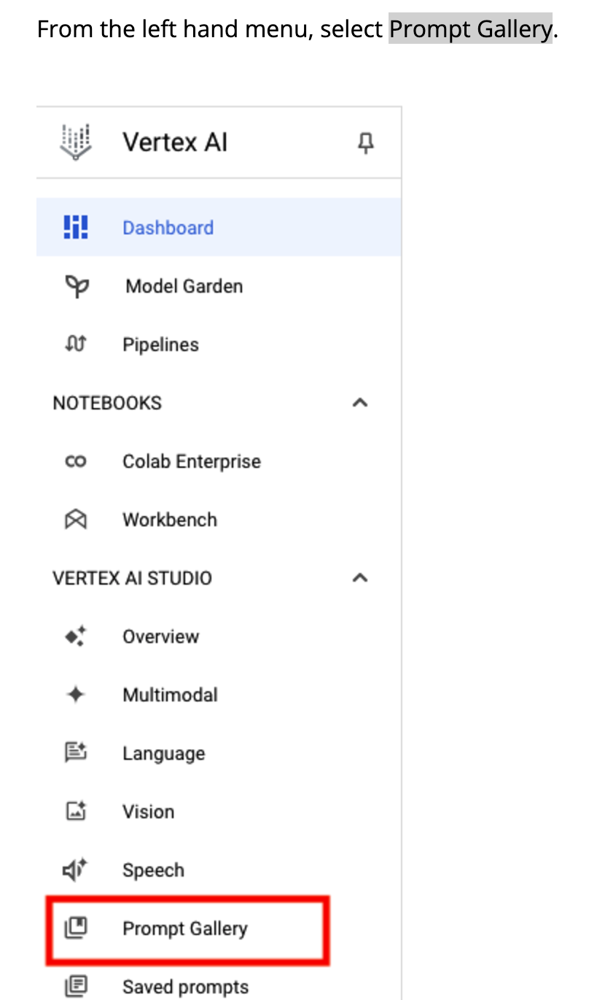 From the left hand menu, select Prompt Gallery.
Vertex AI
Dashboard
Model Garden
Pipelines
NOTEBOOKS
Colab Enterprise
Workbench
VERTEX AI STUDIO
Overview
Multimodal
Language
Vision
Speech
Prompt Gallery
Saved prompts